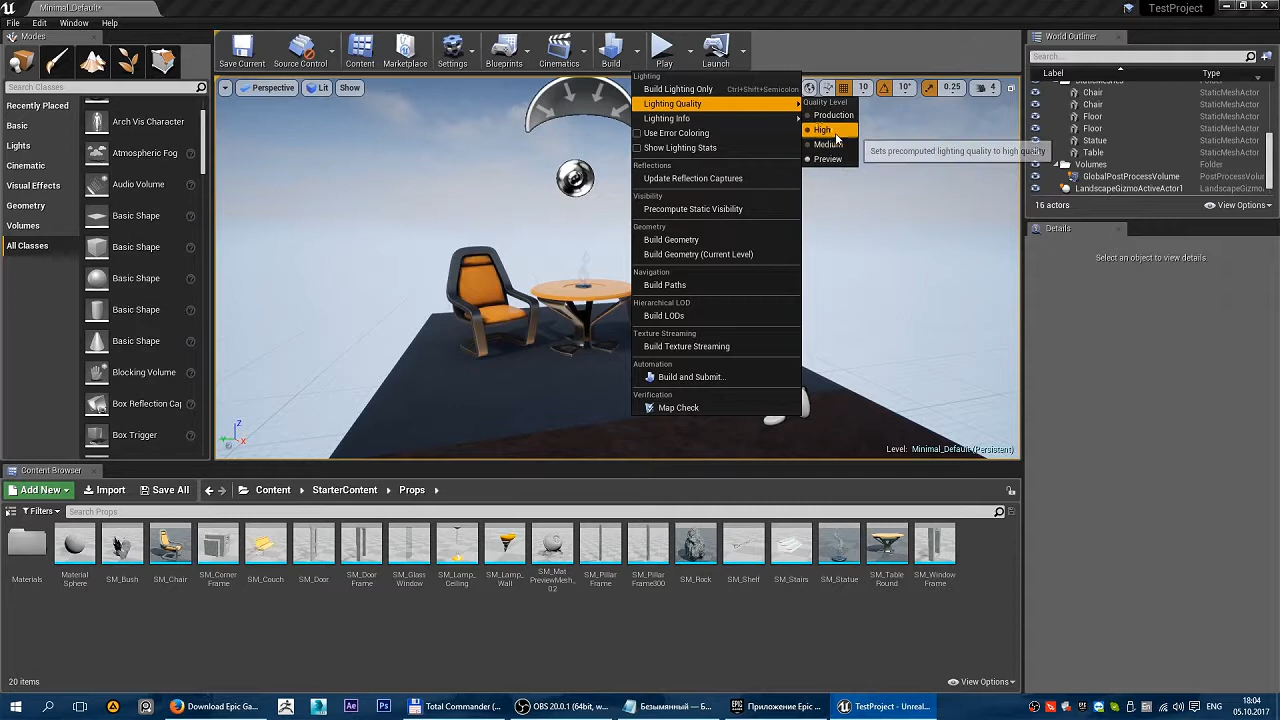 Minimal_Default*
TestProject
File
Edit
Window
Help
Modes
Search Classes
Recently Placed
Basic
Lights
Cinematic
Visual Effects
Geometry
Volumes
All Classes
Arch Vis Character
Atmospheric Fog
Audio Volume
Basic Shape
Basic Shape
Basic Shape
Basic Shape
Basic Shape
Blocking Volume
Box Reflection Cap
Box Trigger
Save Current
Source Control
Content
Marketplace
Settings
Blueprints
Cinematics
Build
Play
Launch
Perspective
Lit
Show
10
10°
0.25
4
Lighting
Build Lighting Only
Ctrl+Shift+Semicolon
Lighting Quality
Lighting Info
Use Error Coloring
Show Lighting Stats
Reflections
Update Reflection Captures
Visibility
Precompute Static Visibility
Geometry
Build Geometry
Build Geometry (Current Level)
Navigation
Build Paths
Hierarchical LOD
Build LODs
Texture Streaming
Build Texture Streaming
Automation
Build and Submit...
Verification
Map Check
Quality Level
Production
High
Medium
Preview
Sets precomputed lighting quality to high quality
Level: Minimal_Default (Persistent)
World Outliner
Search...
Label
Type
Chair
StaticMeshActor
Chair
StaticMeshActor
Floor
StaticMeshActor
Floor
StaticMeshActor
Statue
StaticMeshActor
Table
StaticMeshActor
Volumes
Folder
GlobalPostProcessVolume
PostProcessVolu
LandscapeGizmoActiveActor1
LandscapeGizmoA
16 actors
View Options
Details
Select an object to view details.
Content Browser
Add New
Import
Save All
Content
StarterContent
Props
Filters
Search Props
Materials
Material Sphere
SM_Bush
SM_Chair
SM_Corner Frame
SM_Couch
SM_Door
SM_Door Frame
SM_Glass Window
SM_Lamp_ Ceiling
SM_Lamp_ Wall
SM_Mat PreviewMesh_ 02
SM_Pillar Frame
SM_Pillar Frame300
SM_Rock
SM_Shelf
SM_Stairs
SM_Statue
SM_Table Round
SM_Window Frame
20 items
View Options
Download Epic Ga...
Total Commander (...
OBS 20.0.1 (64bit, w...
Безымянный — Б...
Приложение Epic ...
TestProject - Unreal...
18:04
05.10.2017